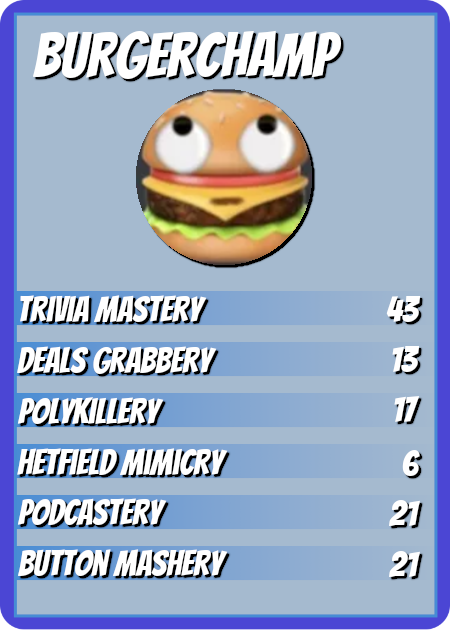 BURGERCHAMP
TRIVIA MASTERY 43
DEALS GRABBERY 13
POLYKILLERY 17
HETFIELD MIMICRY 6
PODCASTERY 21
BUTTON MASHERY 21